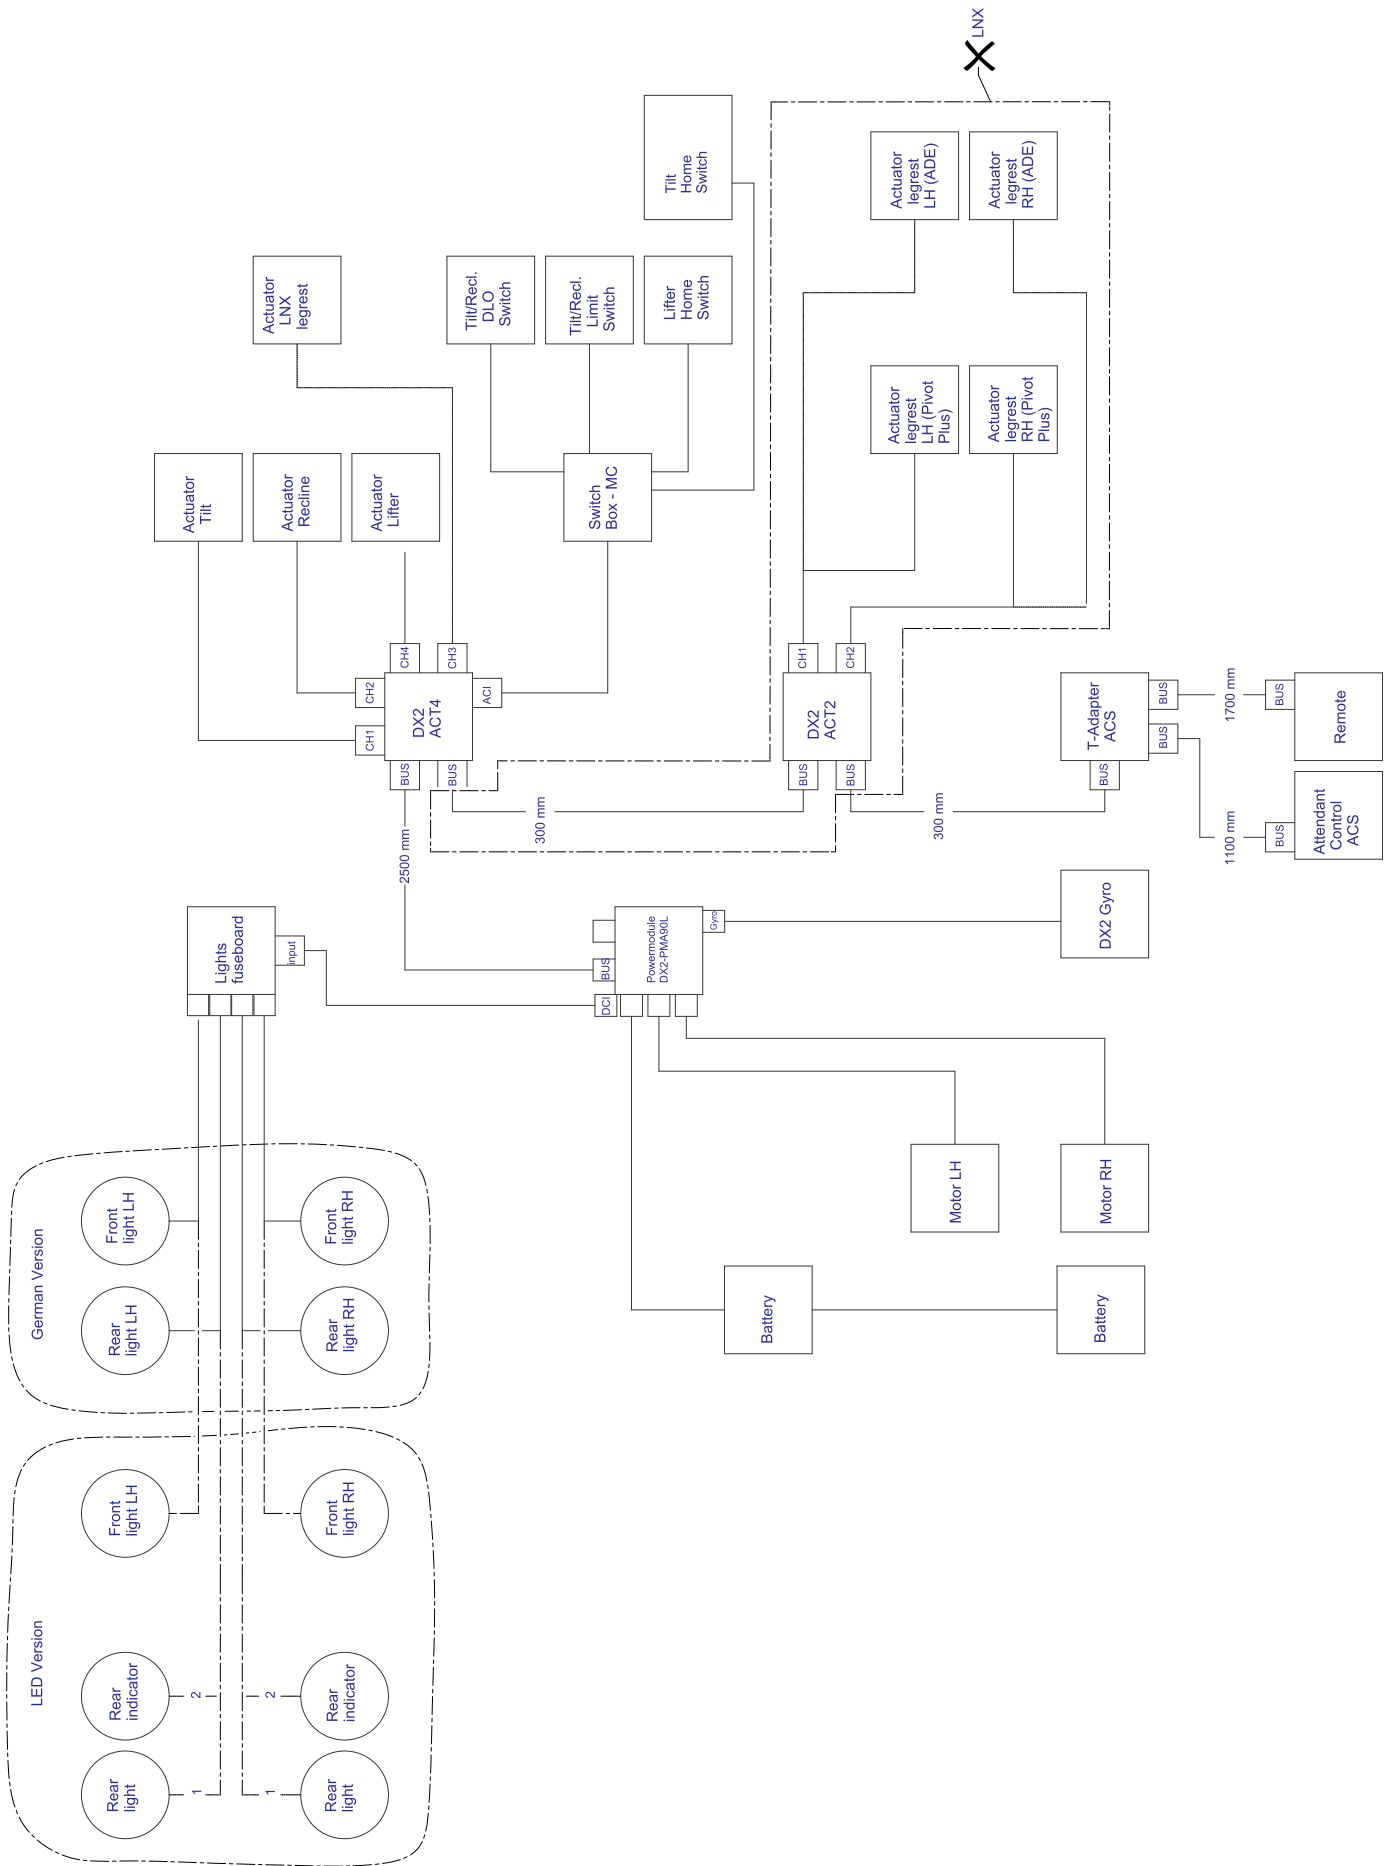 LED Version
Rear
light
Rear
indicator
Front
light LH
1
2
1
2
Rear
light
Rear
indicator
Front
light RH
German Version
Rear
light LH
Front
light LH
Rear
light RH
Front
light RH
Lights
fuseboard
input
Actuator
Tilt
Actuator
Recline
Actuator
Lifter
Actuator
LNX
legrest
CH1
CH2
CH4
CH3
ACI
BUS
BUS
DX2
ACT4
2500 mm
Tilt/Recl.
DLO
Switch
Tilt/Recl.
Limit
Switch
Lifter
Home
Switch
Tilt
Home
Switch
Switch
Box - MC
300 mm
DCI
BUS
Powermodule
DX2-PMA90L
Gyro
Battery
Battery
Motor LH
Motor RH
DX2 Gyro
BUS
BUS
DX2
ACT2
CH1
CH2
Actuator
legrest
LH (Pivot
Plus)
Actuator
legrest
RH (Pivot
Plus)
Actuator
legrest
LH (ADE)
Actuator
legrest
RH (ADE)
LNX
300 mm
BUS
T-Adapter
ACS
BUS
BUS
1100 mm
1700 mm
BUS
Attendant
Control
ACS
BUS
Remote